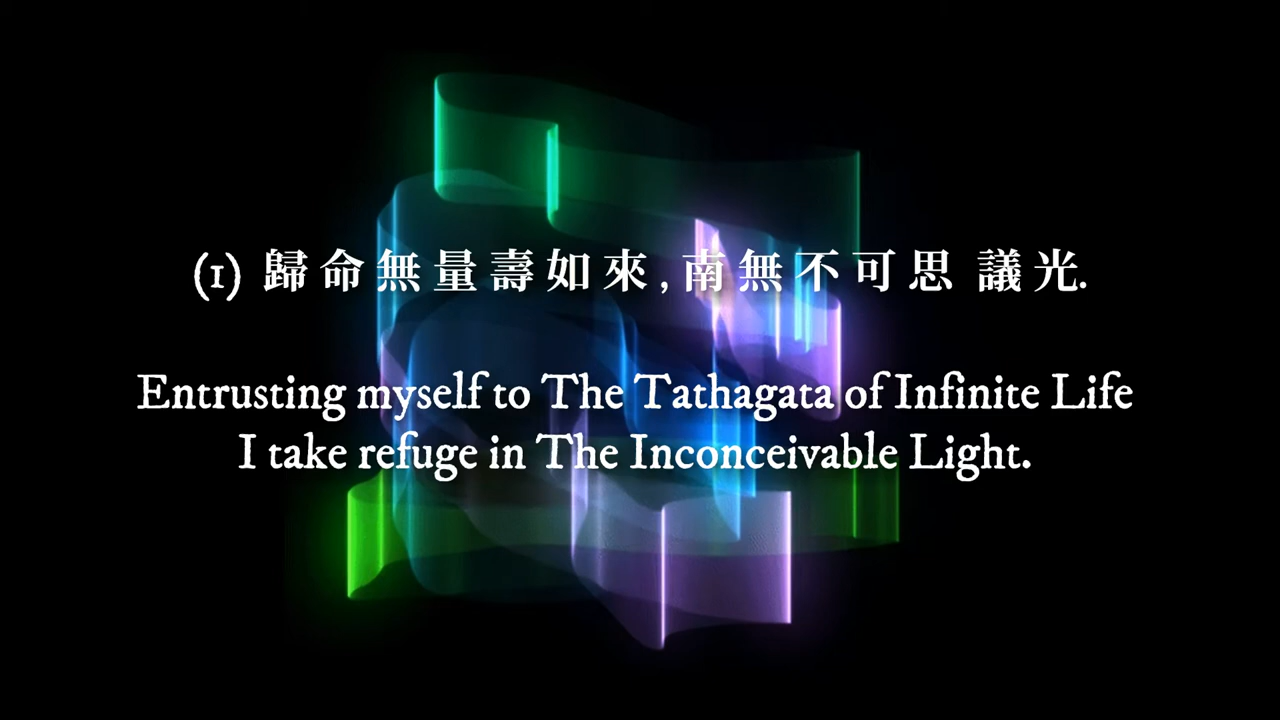 (1) 歸命無量壽如來,南無不可思 議光.
Entrusting myself to The Tathagata of Infinite Life
I take refuge in The Inconceivable Light.